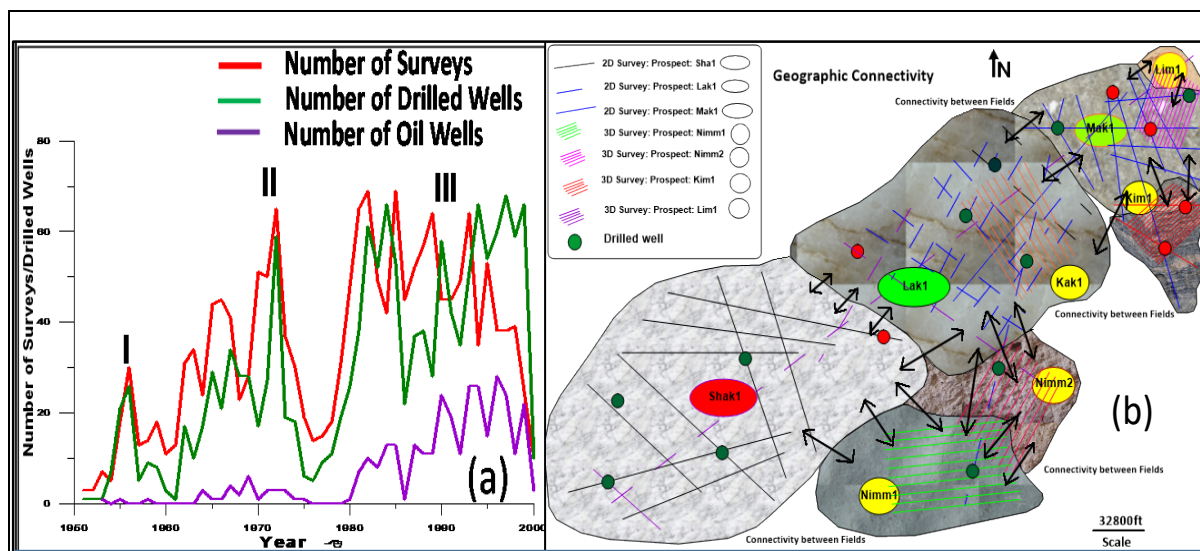 Number of Surveys
Number of Drilled Wells
Number of Oil Wells
Number of Surveys/Drilled Wells
80
60
40
20
0
I
II
III
(a)
1950
1960
1970
1980
1990
2000
Year
2D Survey: Prospect: Sha1
2D Survey: Prospect: Lak1
2D Survey: Prospect: Mak1
3D Survey: Prospect: Nimm1
3D Survey: Prospect: Nimm2
3D Survey: Prospect: Kim1
3D Survey: Prospect: Lim1
Drilled well
N
Geographic Connectivity
Connectivity between Fields
Lim1
Mak1
Kim1
Lak1
Kak1
Connectivity between Fields
Shak1
Nimm2
(b)
Connectivity between Fields
Nimm1
Connectivity between Fields
32800ft
Scale